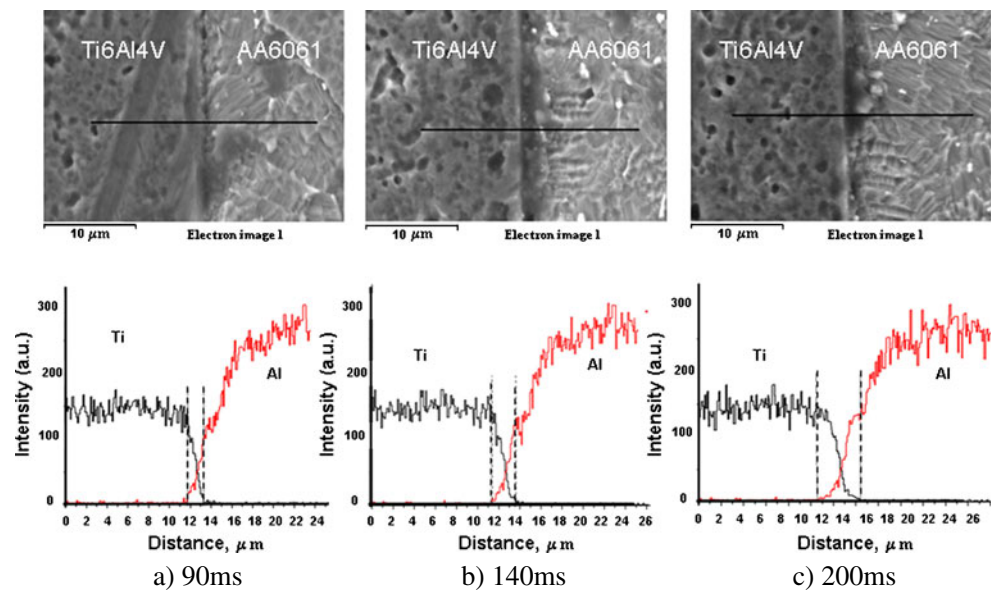 Ti6Al4V AA6061
Ti6Al4V AA6061
Ti6Al4V AA6061
10 μm Electron image 1
10 μm Electron image 1
10 μm Electron image 1
300
200
100
0
Intensity (a.u.)
Ti
Al
0 2 4 6 8 10 12 14 16 18 20 22 24
Distance, μm
300
200
100
0
Intensity (a.u.)
Ti
Al
0 2 4 6 8 10 12 14 16 18 20 22 24 26
Distance, μm
300
200
100
0
Intensity (a.u.)
Ti
Al
0 2 4 6 8 10 12 14 16 18 20 22 24 26
Distance, μm
a) 90ms
b) 140ms
c) 200ms